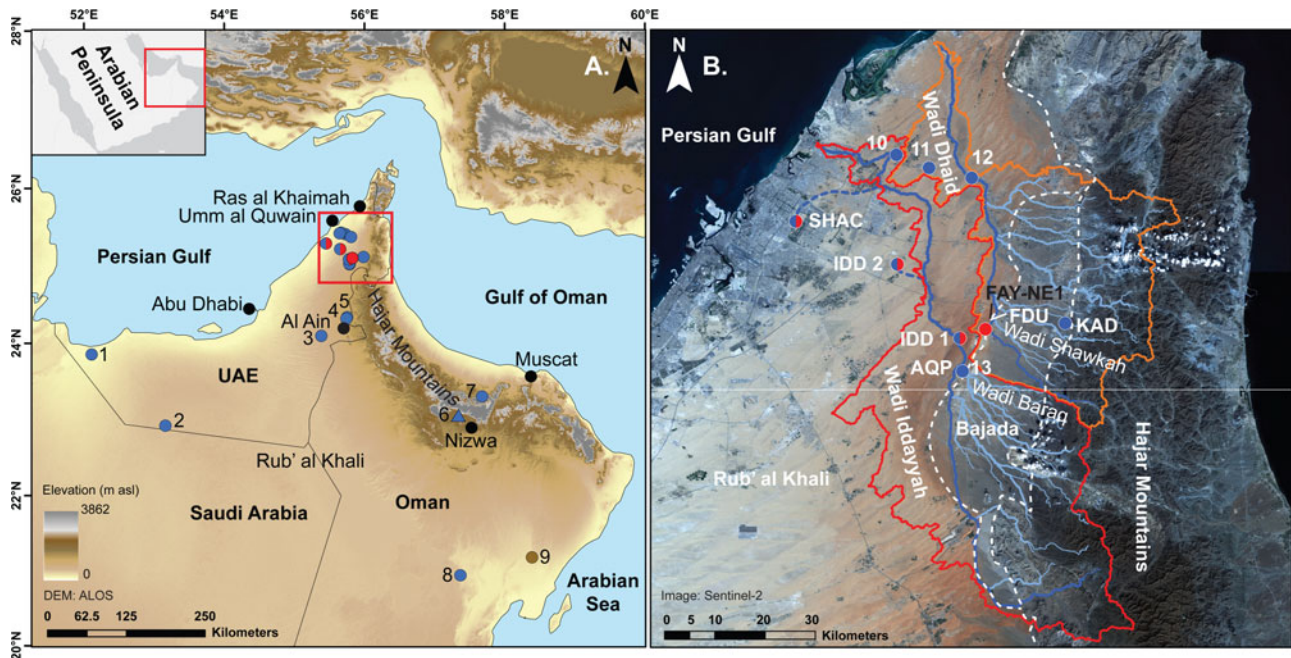 52°E
54°E
56°E
58°E
60°E
28°N
26°N
24°N
22°N
20°N
Arabian
Peninsula
A.
N
Ras al Khaimah
Umm al Quwain
Persian Gulf
Abu Dhabi
Al Ain
5
4
3
1
2
UAE
Hajar Mountains
Gulf of Oman
Muscat
7
6
Nizwa
Rub' al Khali
Oman
Saudi Arabia
8
9
Arabian
Sea
Elevation (m asl)
3862
0
DEM: ALOS
0 62.5 125 250
Kilometers
N
B.
Persian Gulf
Wadi Dhaid
10
11
12
SHAC
IDD 2
FAY-NE1
FDU
KAD
Wadi Shawkah
IDD 1
AQP
13
Wadi Baraq
Wadi Iddayyah
Bajada
Rub' al Khali
Hajar Mountains
Image: Sentinel-2
0 5 10 20 30
Kilometers